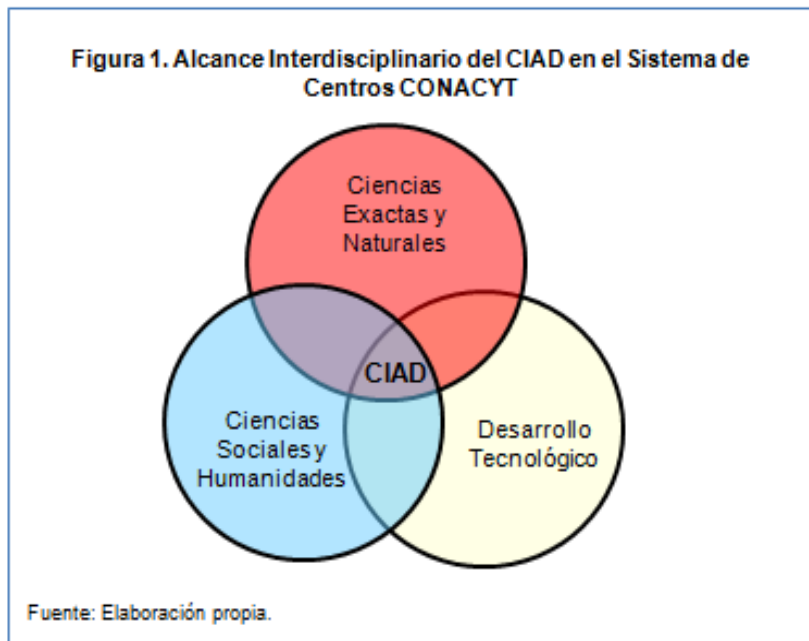 Figura 1. Alcance Interdisciplinario del CIAD en el Sistema de
Centros CONACYT
Ciencias
Exactas y
Naturales
CIAD
Ciencias
Sociales y
Humanidades
Desarrollo
Tecnológico
Fuente: Elaboración propia.